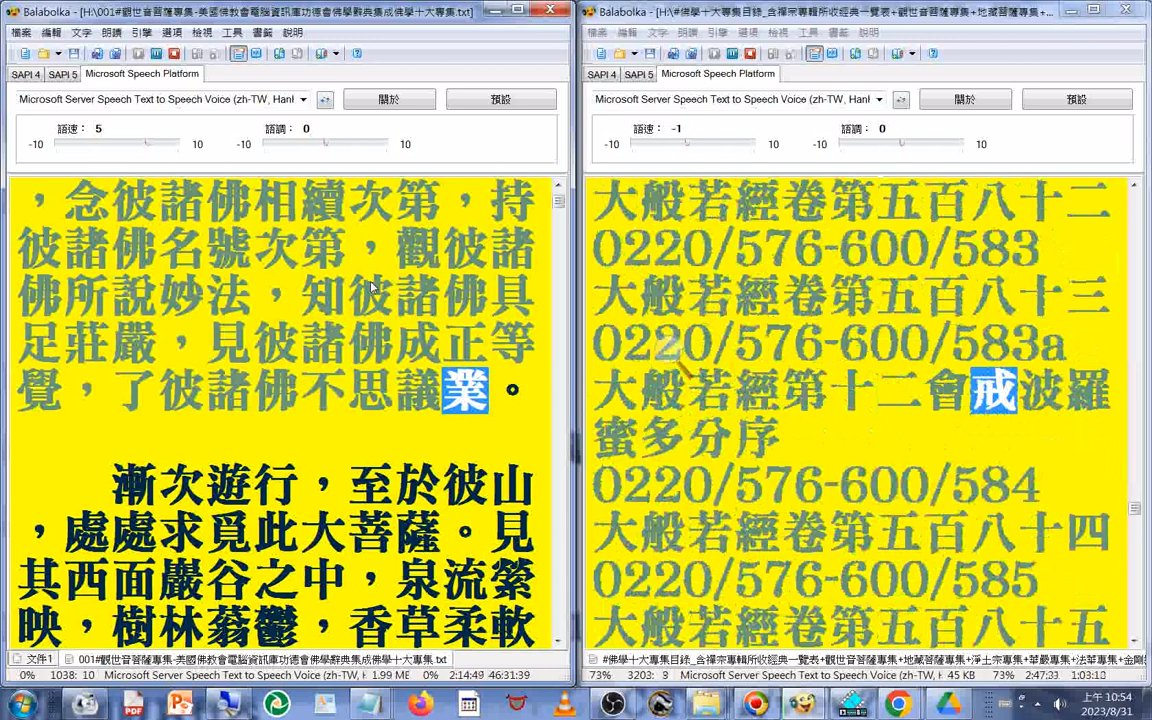 Balabolka - [H:\001#觀世音菩薩專集-美國佛教會電腦資訊庫功德會佛學辭典集成佛學十大專集.txt]
檔案 編輯 文字 朗讀 引擎 選項 檢視 工具 書籤 說明
SAPI 4 SAPI 5 Microsoft Speech Platform
Microsoft Server Speech Text to Speech Voice (zh-TW, Hanl
關於 預設
語速： 5 語調： 0
-10 10 -10 10
，念彼諸佛相續次第，持
彼諸佛名號次第，觀彼諸
佛所說妙法，知彼諸佛具
足莊嚴，見彼諸佛成正等
覺，了彼諸佛不思議業。
漸次遊行，至於彼山
，處處求覓此大菩薩。見
其西面巖谷之中，泉流縈
映，樹林蓊鬱，香草柔軟
文件1 001#觀世音菩薩專集-美國佛教會電腦資訊庫功德會佛學辭典集成佛學十大專集.txt
0% 1038: 10 Microsoft Server Speech Text to Speech Voice (zh-TW, H 1.99 MB 0% 2:14:49 46:31:39
Balabolka - [H:\#佛學十大專集目錄_含禪宗專輯所收經典一覽表+觀世音菩薩專集+地藏菩薩專集+...
檔案 編輯 文字 朗讀 引擎 選項 檢視 工具 書籤 說明
SAPI 4 SAPI 5 Microsoft Speech Platform
Microsoft Server Speech Text to Speech Voice (zh-TW, Hanl
關於 預設
語速： -1 語調： 0
-10 10 -10 10
大般若經卷第五百八十二
0220/576-600/583
大般若經卷第五百八十三
0220/576-600/583a
大般若經第十二會戒波羅
蜜多分序
0220/576-600/584
大般若經卷第五百八十四
0220/576-600/585
大般若經卷第五百八十五
#佛學十大專集目錄_含禪宗專輯所收經典一覽表+觀世音菩薩專集+地藏菩薩專集+淨土宗專集+華嚴專集+法華專集+金剛
73% 3203: 9 Microsoft Server Speech Text to Speech Voice (zh-TW, H 45 KB 73% 2:47:33 1:03:10
上午 10:54
2023/8/31